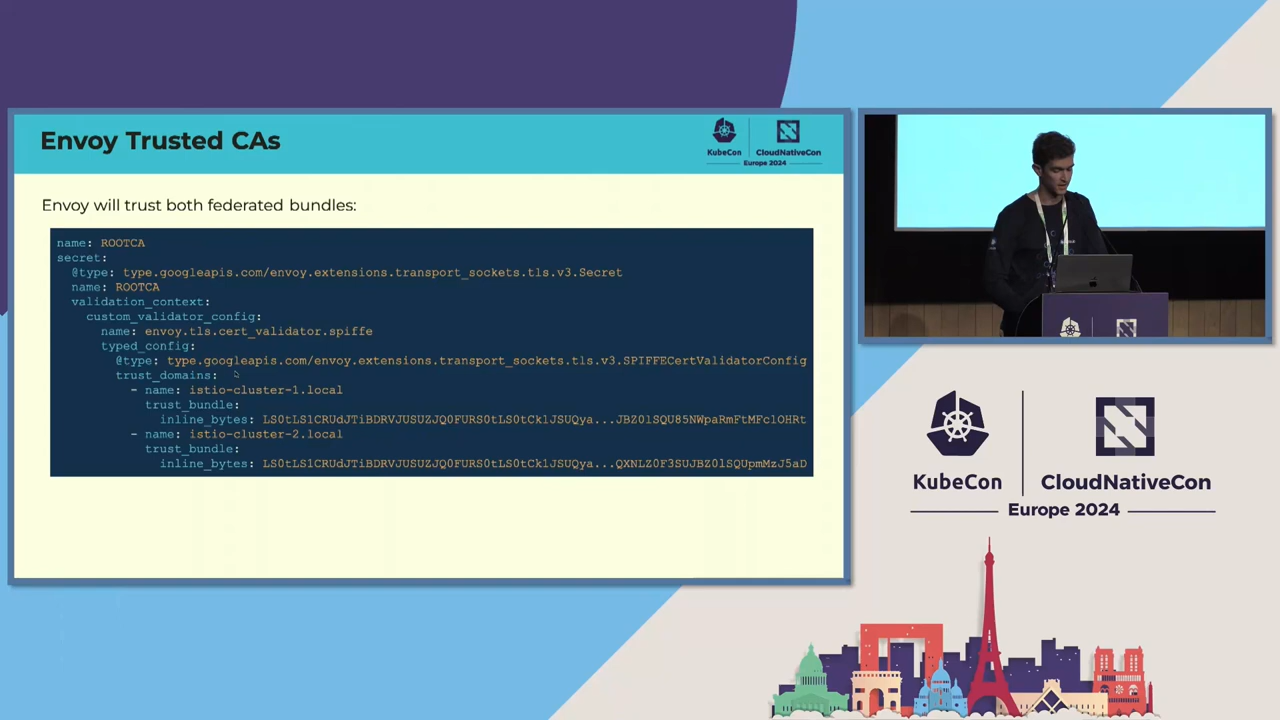 Envoy Trusted CAs
KubeCon
CloudNativeCon
Europe 2024
Envoy will trust both federated bundles:
name: ROOTCA
secret:
@type: type.googleapis.com/envoy.extensions.transport_sockets.tls.v3.Secret
name: ROOTCA
validation_context:
custom_validator_config:
name: envoy.tls.cert_validator.spiffe
typed_config:
@type: type.googleapis.com/envoy.extensions.transport_sockets.tls.v3.SPIFFECertValidatorConfig
trust_domains:
- name: istio-cluster-1.local
trust_bundle:
inline_bytes: LS0tLS1CRUdJTiBDRVJUSUZJQ0FURS0tLS0tCk1JSUQya...JBZ0lSQU85NWpaRmFtMFc1OHRt
- name: istio-cluster-2.local
trust_bundle:
inline_bytes: LS0tLS1CRUdJTiBDRVJUSUZJQ0FURS0tLS0tCk1JSUQya...QXNLZ0F3SUJBZ0lSQUpmMzJ5aD
KubeCon
CloudNativeCon
Europe 2024